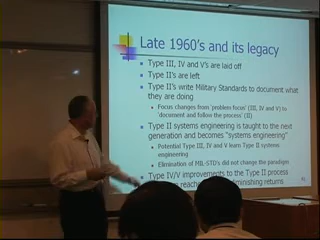 Late 1960's and its legacy
Type III, IV and V's are laid off
Type II's are left
Type II's write Military Standards to document what
they are doing
Focus changes from 'problem focus' (III, IV and V) to
'document and follow the process' (II)
Type II systems engineering is taught to the next
generation and becomes "systems engineering"
Potential Type III, IV and V learn Type II systems
engineering
Elimination of MIL-STD's did not change the paradigm
Type IV/V improvements to the Type II process
reach diminishing returns